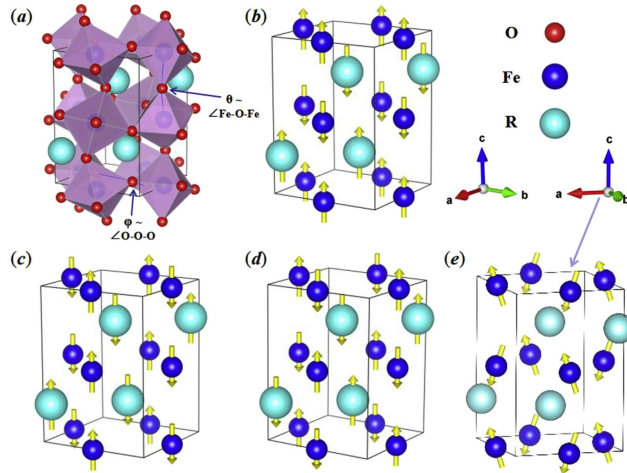 (a)
θ ~
∠Fe-O-Fe
φ ~
∠O-O-O
(b)
O
Fe
R
c
a
b
c
a
b
(c)
(d)
(e)